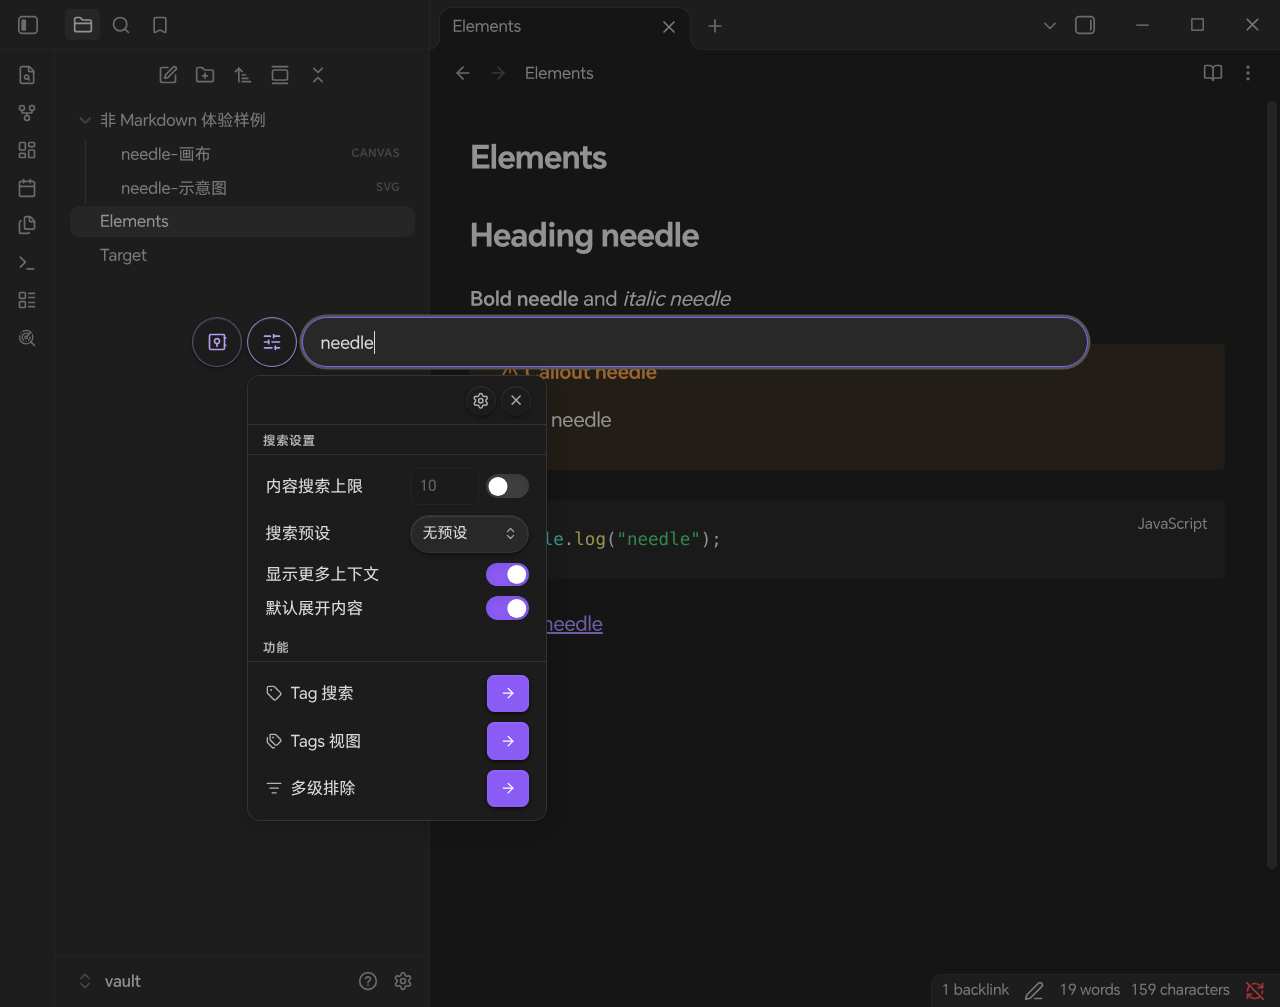 Elements
Elements
非 Markdown 体验样例
needle-画布 CANVAS
needle-示意图 SVG
Elements
Target
Elements
Heading needle
Bold needle and italic needle
needle
Callout needle
needle
JavaScript
le.log("needle");
needle
搜索设置
内容搜索上限 10
搜索预设 无预设
显示更多上下文
默认展开内容
功能
Tag 搜索
Tags 视图
多级排除
vault
1 backlink 19 words 159 characters